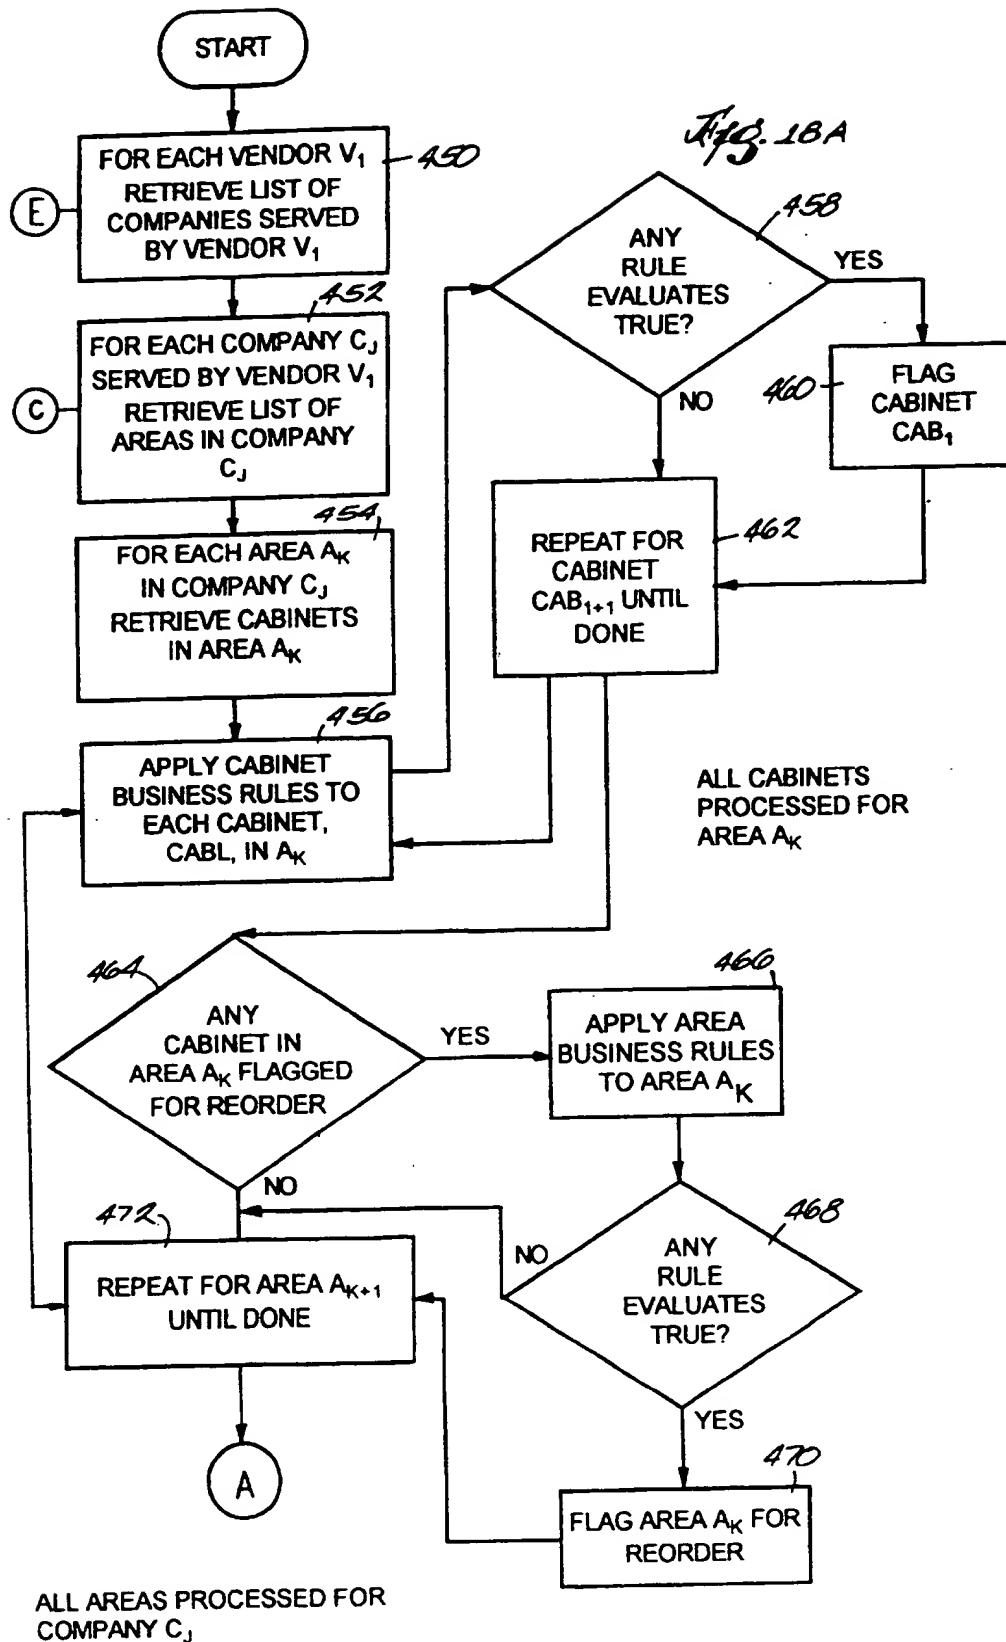 START
Fig. 18A
FOR EACH VENDOR V₁
RETRIEVE LIST OF
COMPANIES SERVED
BY VENDOR V₁
450
E
452
FOR EACH COMPANY Cⱼ
SERVED BY VENDOR V₁
RETRIEVE LIST OF
AREAS IN COMPANY
Cⱼ
C
454
FOR EACH AREA Aₖ
IN COMPANY Cⱼ
RETRIEVE CABINETS
IN AREA Aₖ
456
APPLY CABINET
BUSINESS RULES TO
EACH CABINET,
CABL, IN Aₖ
458
ANY
RULE
EVALUATES
TRUE?
YES
NO
460
FLAG
CABINET
CAB₁
462
REPEAT FOR
CABINET
CAB₁₊₁ UNTIL
DONE
ALL CABINETS
PROCESSED FOR
AREA Aₖ
464
ANY
CABINET IN
AREA Aₖ FLAGGED
FOR REORDER
YES
NO
466
APPLY AREA
BUSINESS RULES
TO AREA Aₖ
468
ANY
RULE
EVALUATES
TRUE?
NO
YES
470
FLAG AREA Aₖ FOR
REORDER
472
REPEAT FOR AREA Aₖ₊₁
UNTIL DONE
A
ALL AREAS PROCESSED FOR
COMPANY Cⱼ